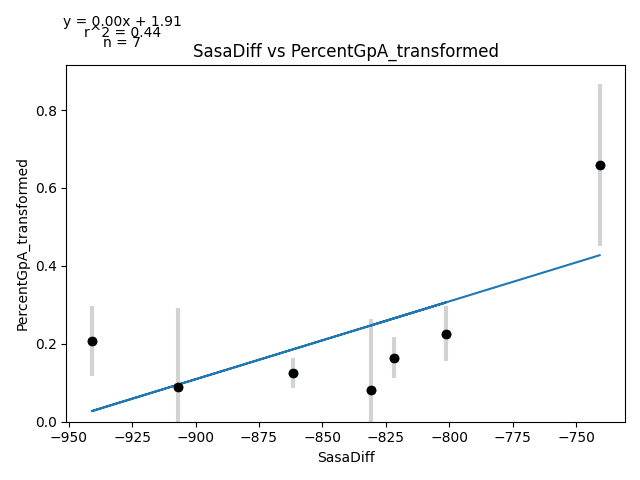 y = 0.00x + 1.91
r^2 = 0.44
n = 7
SasaDiff vs PercentGpA_transformed
PercentGpA_transformed
0.8
0.6
0.4
0.2
0.0
−950 −925 −900 −875 −850 −825 −800 −775 −750
SasaDiff